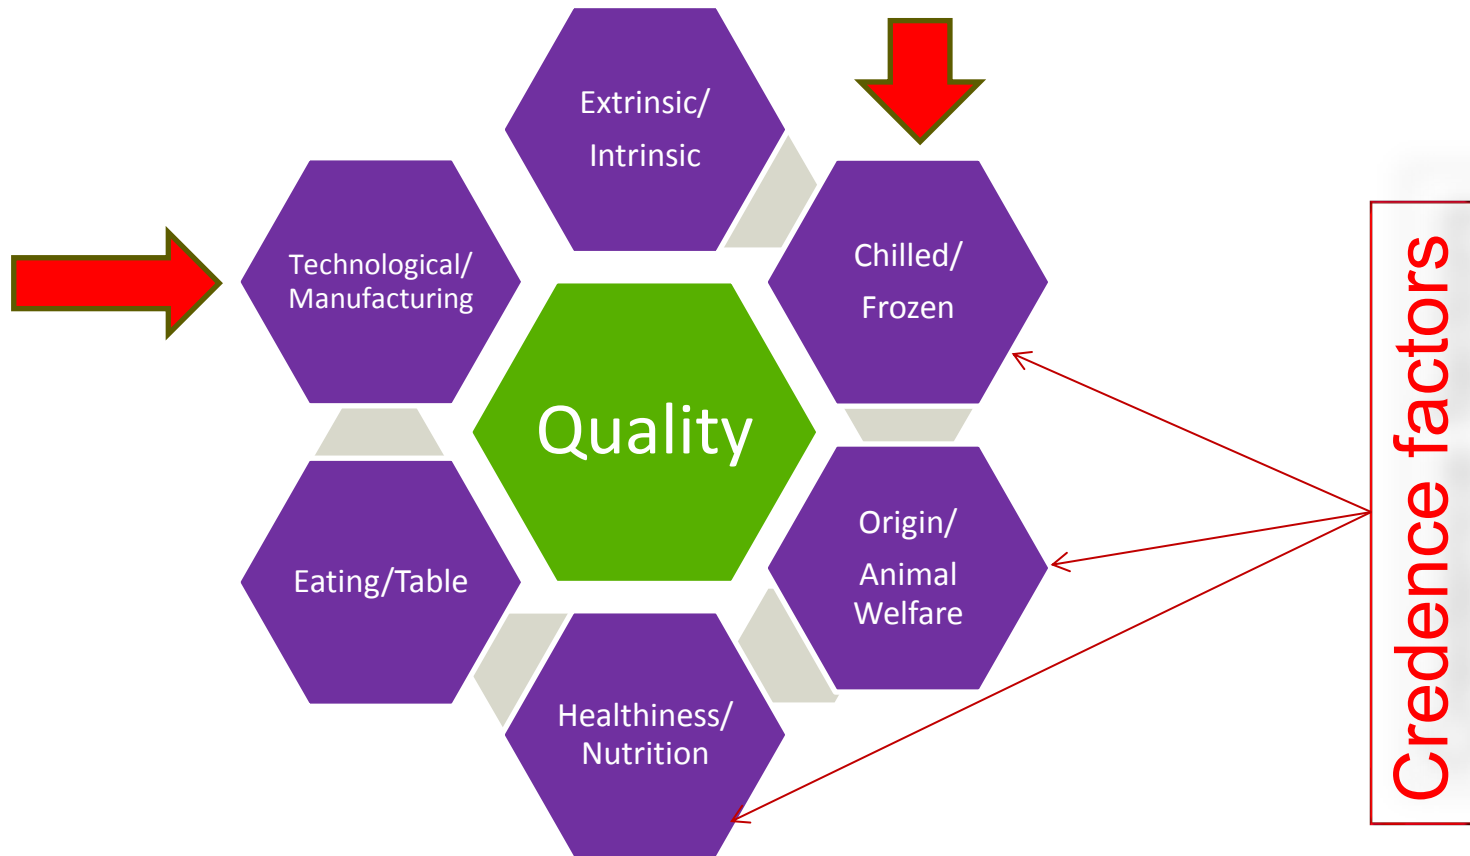 Extrinsic/
Intrinsic
Technological/
Manufacturing
Chilled/
Frozen
Quality
Eating/Table
Origin/
Animal
Welfare
Healthiness/
Nutrition
Credence factors